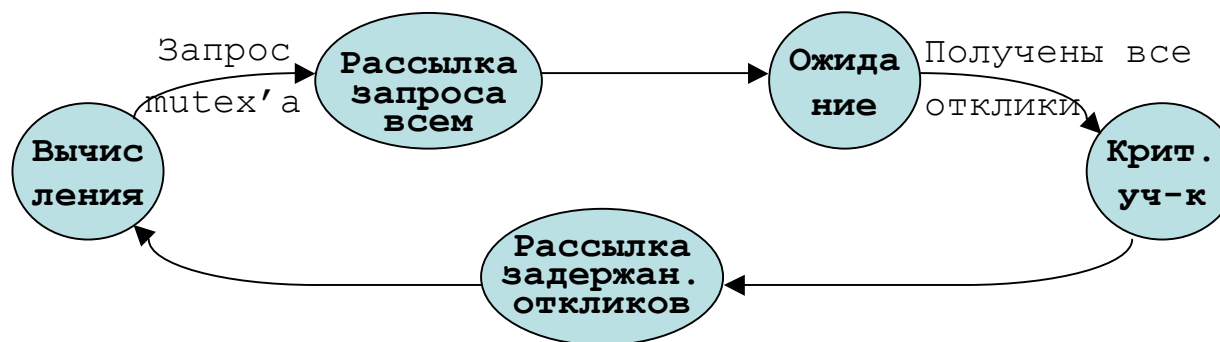 Запрос
mutex’a
Рассылка
запроса
всем
Ожида
ние
Получены все
отклики
Вычис
ления
Крит.
уч-к
Рассылка
задержан.
откликов